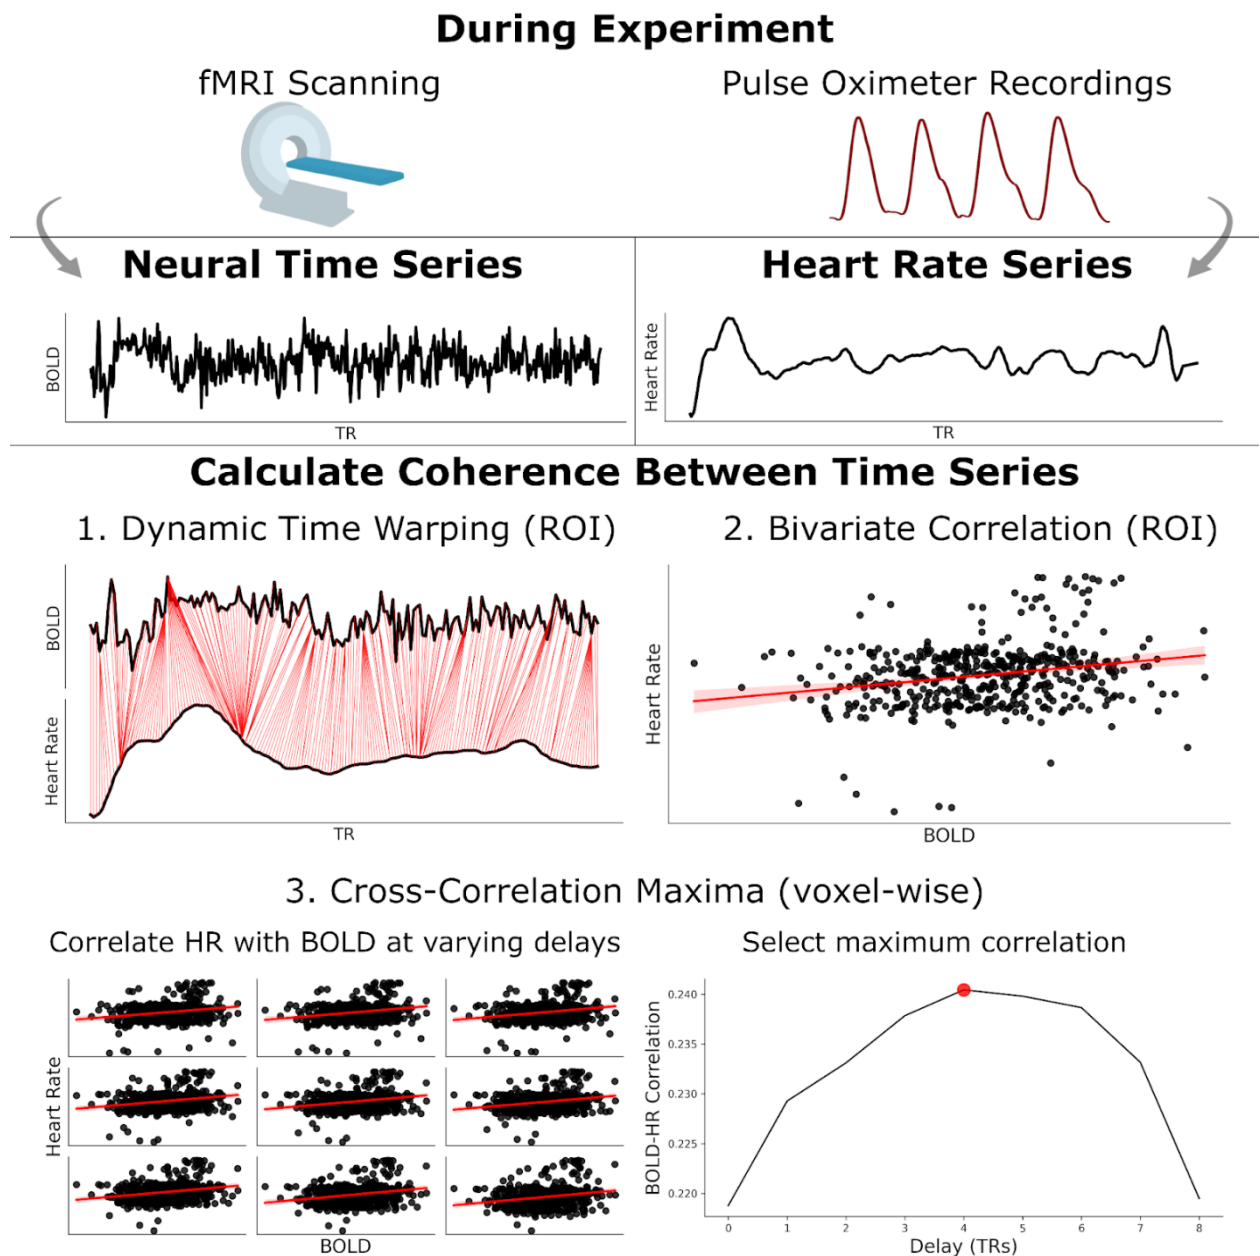 During Experiment
fMRI Scanning
Pulse Oximeter Recordings
Neural Time Series
Heart Rate Series
BOLD
TR
Heart Rate
TR
Calculate Coherence Between Time Series
1. Dynamic Time Warping (ROI)
2. Bivariate Correlation (ROI)
BOLD
Heart Rate
TR
Heart Rate
BOLD
3. Cross-Correlation Maxima (voxel-wise)
Correlate HR with BOLD at varying delays
Select maximum correlation
Heart Rate
BOLD
BOLD-HR Correlation
0.240
0.235
0.230
0.225
0.220
0 1 2 3 4 5 6 7 8
Delay (TRs)